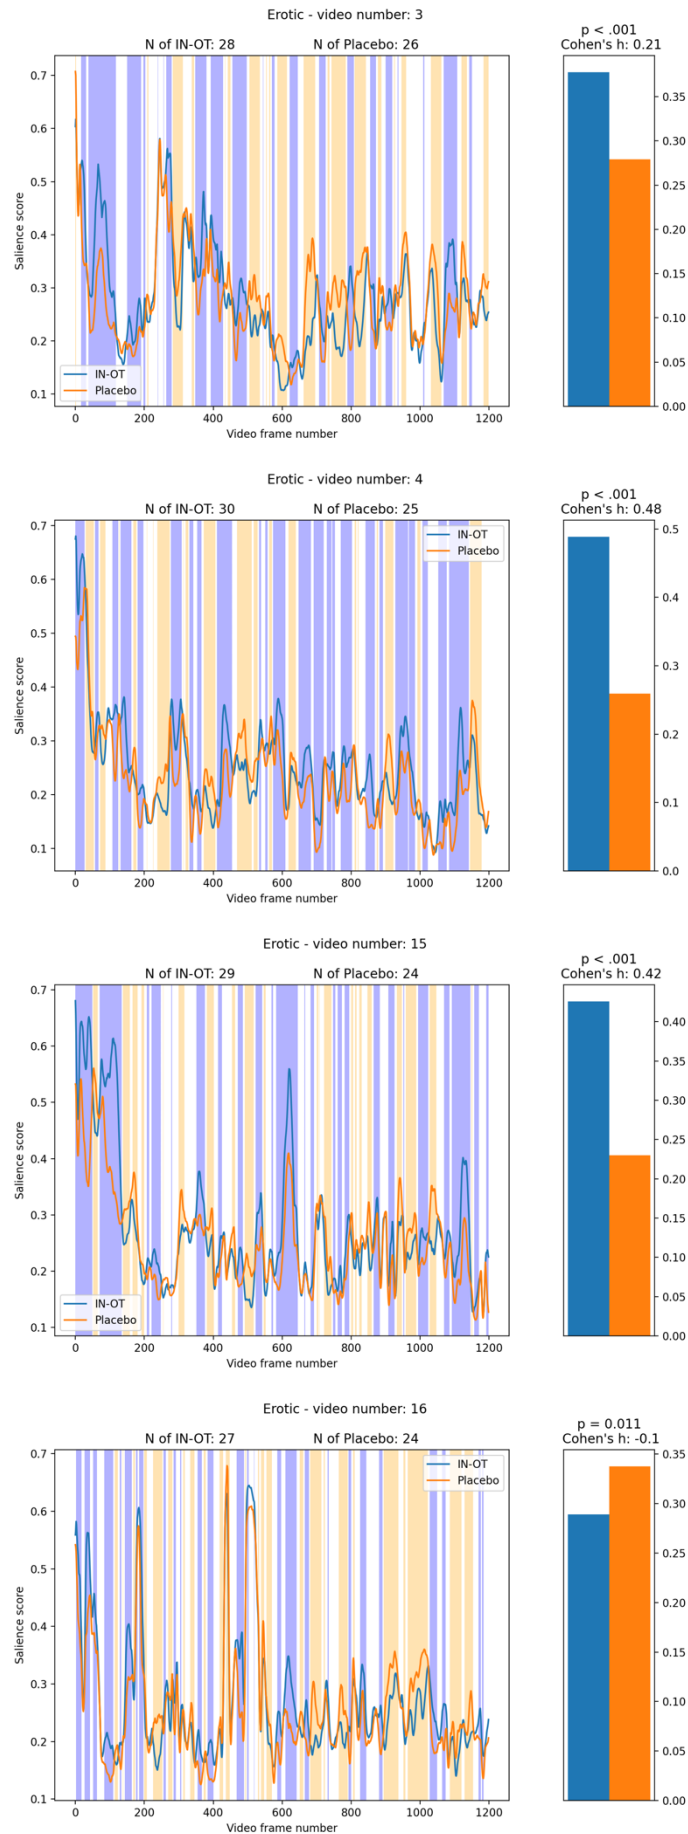 Erotic - video number: 3
N of IN-OT: 28 N of Placebo: 26
p < .001
Cohen's h: 0.21
Salience score
0.7
0.6
0.5
0.4
0.3
0.2
0.1
IN-OT
Placebo
0 200 400 600 800 1000 1200
Video frame number
0.35
0.30
0.25
0.20
0.15
0.10
0.05
0.00
Erotic - video number: 4
N of IN-OT: 30 N of Placebo: 25
p < .001
Cohen's h: 0.48
Salience score
0.7
0.6
0.5
0.4
0.3
0.2
0.1
IN-OT
Placebo
0 200 400 600 800 1000 1200
Video frame number
0.5
0.4
0.3
0.2
0.1
0.0
Erotic - video number: 15
N of IN-OT: 29 N of Placebo: 24
p < .001
Cohen's h: 0.42
Salience score
0.7
0.6
0.5
0.4
0.3
0.2
0.1
IN-OT
Placebo
0 200 400 600 800 1000 1200
Video frame number
0.40
0.35
0.30
0.25
0.20
0.15
0.10
0.05
0.00
Erotic - video number: 16
N of IN-OT: 27 N of Placebo: 24
p = 0.011
Cohen's h: -0.1
Salience score
0.7
0.6
0.5
0.4
0.3
0.2
0.1
IN-OT
Placebo
0 200 400 600 800 1000 1200
Video frame number
0.35
0.30
0.25
0.20
0.15
0.10
0.05
0.00